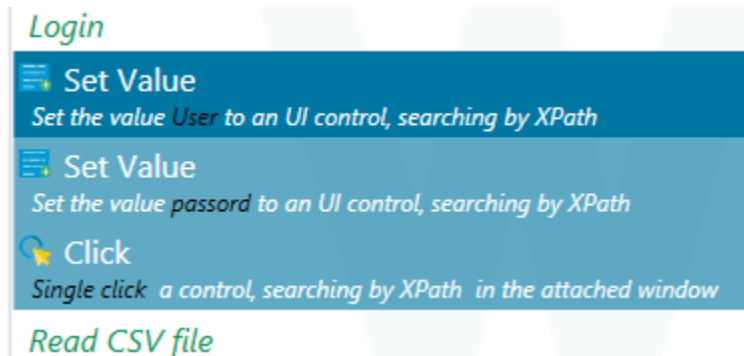 Login
Set Value
Set the value User to an UI control, searching by XPath
Set Value
Set the value passord to an UI control, searching by XPath
Click
Single click a control, searching by XPath in the attached window
Read CSV file